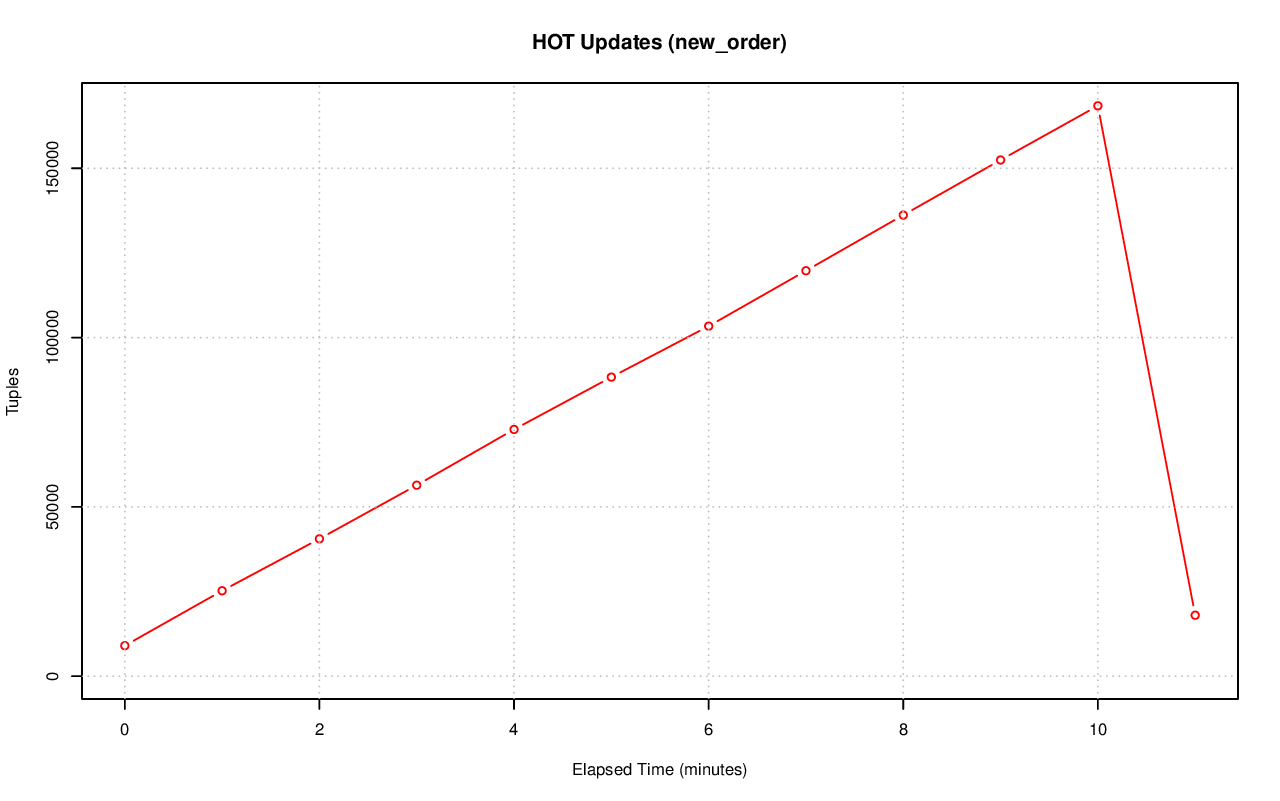 HOT Updates (new_order)
150000
100000
50000
0
Tuples
0 2 4 6 8 10
Elapsed Time (minutes)